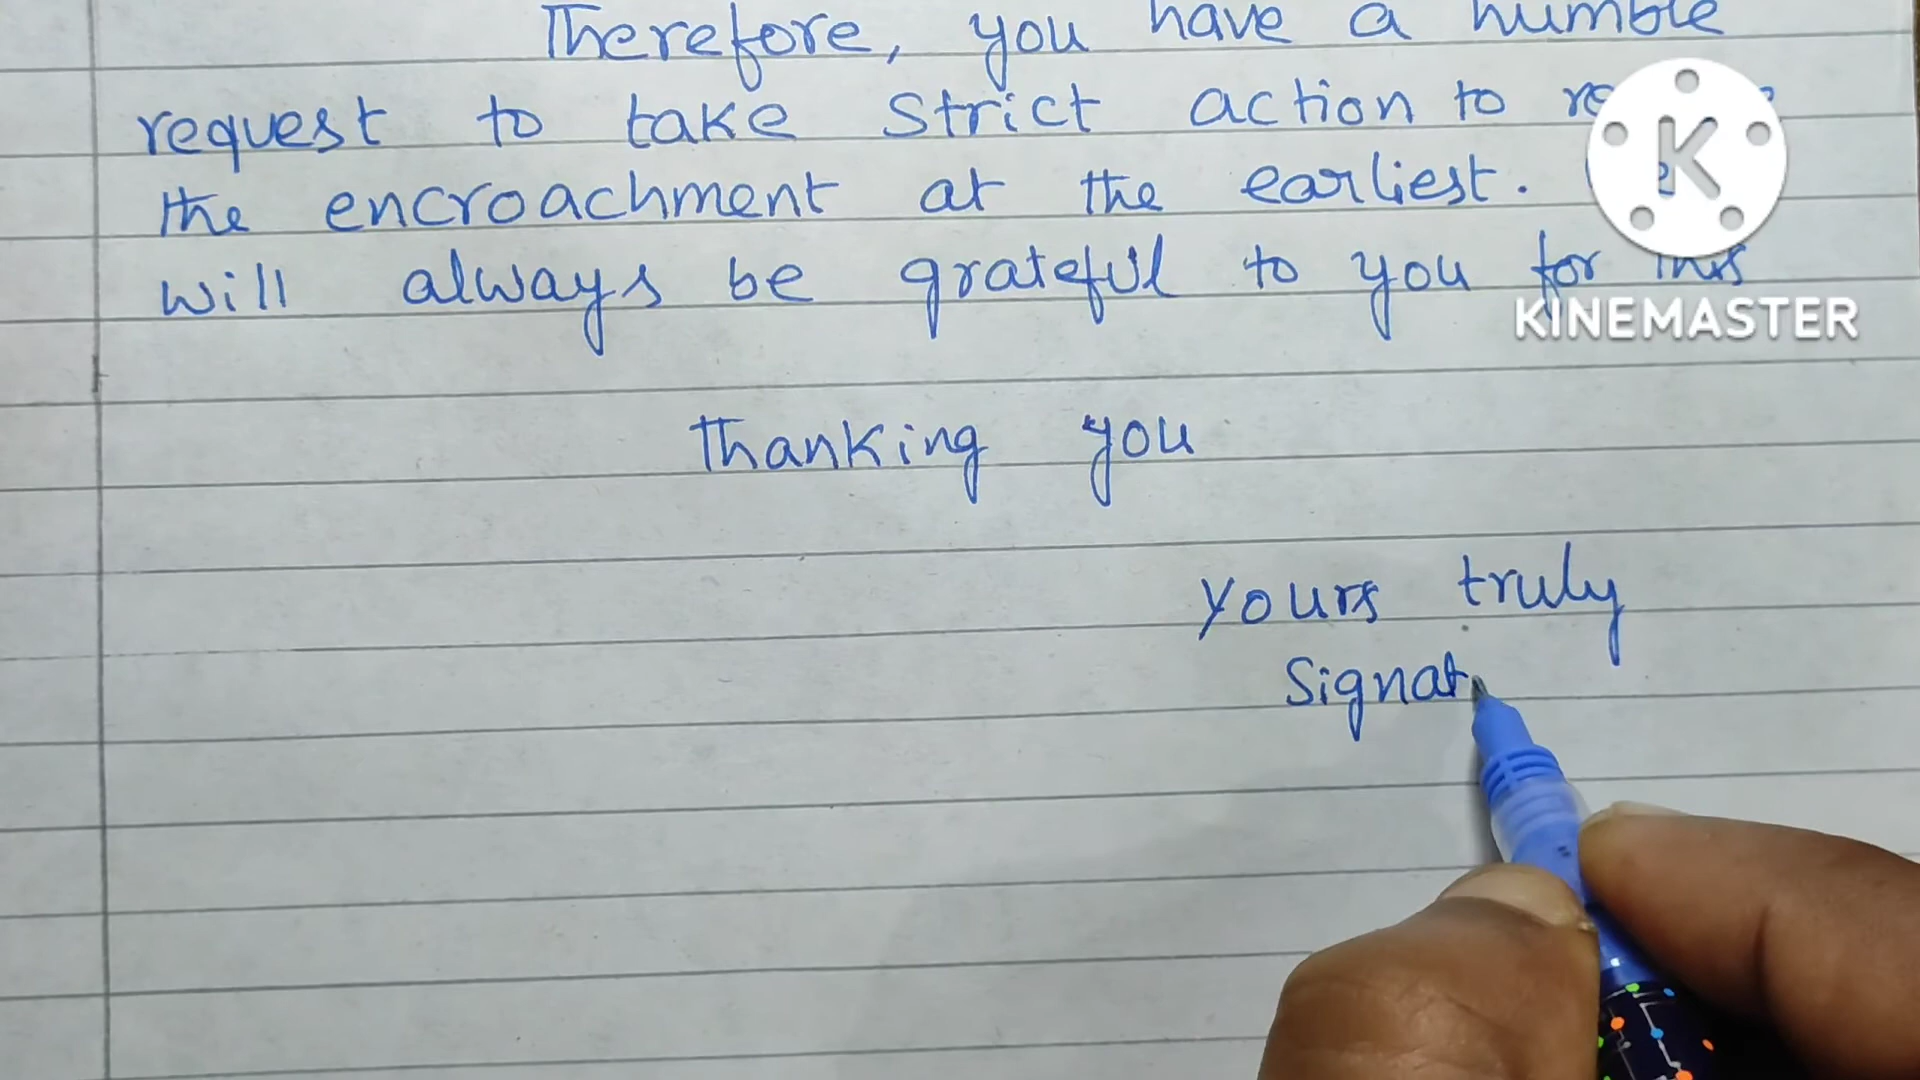 Therefore, you have a humble
request to take strict action to
the encroachment at the earliest.
will always be grateful to you for this
Thanking you
Yours truly
Signat
K
KINEMASTER